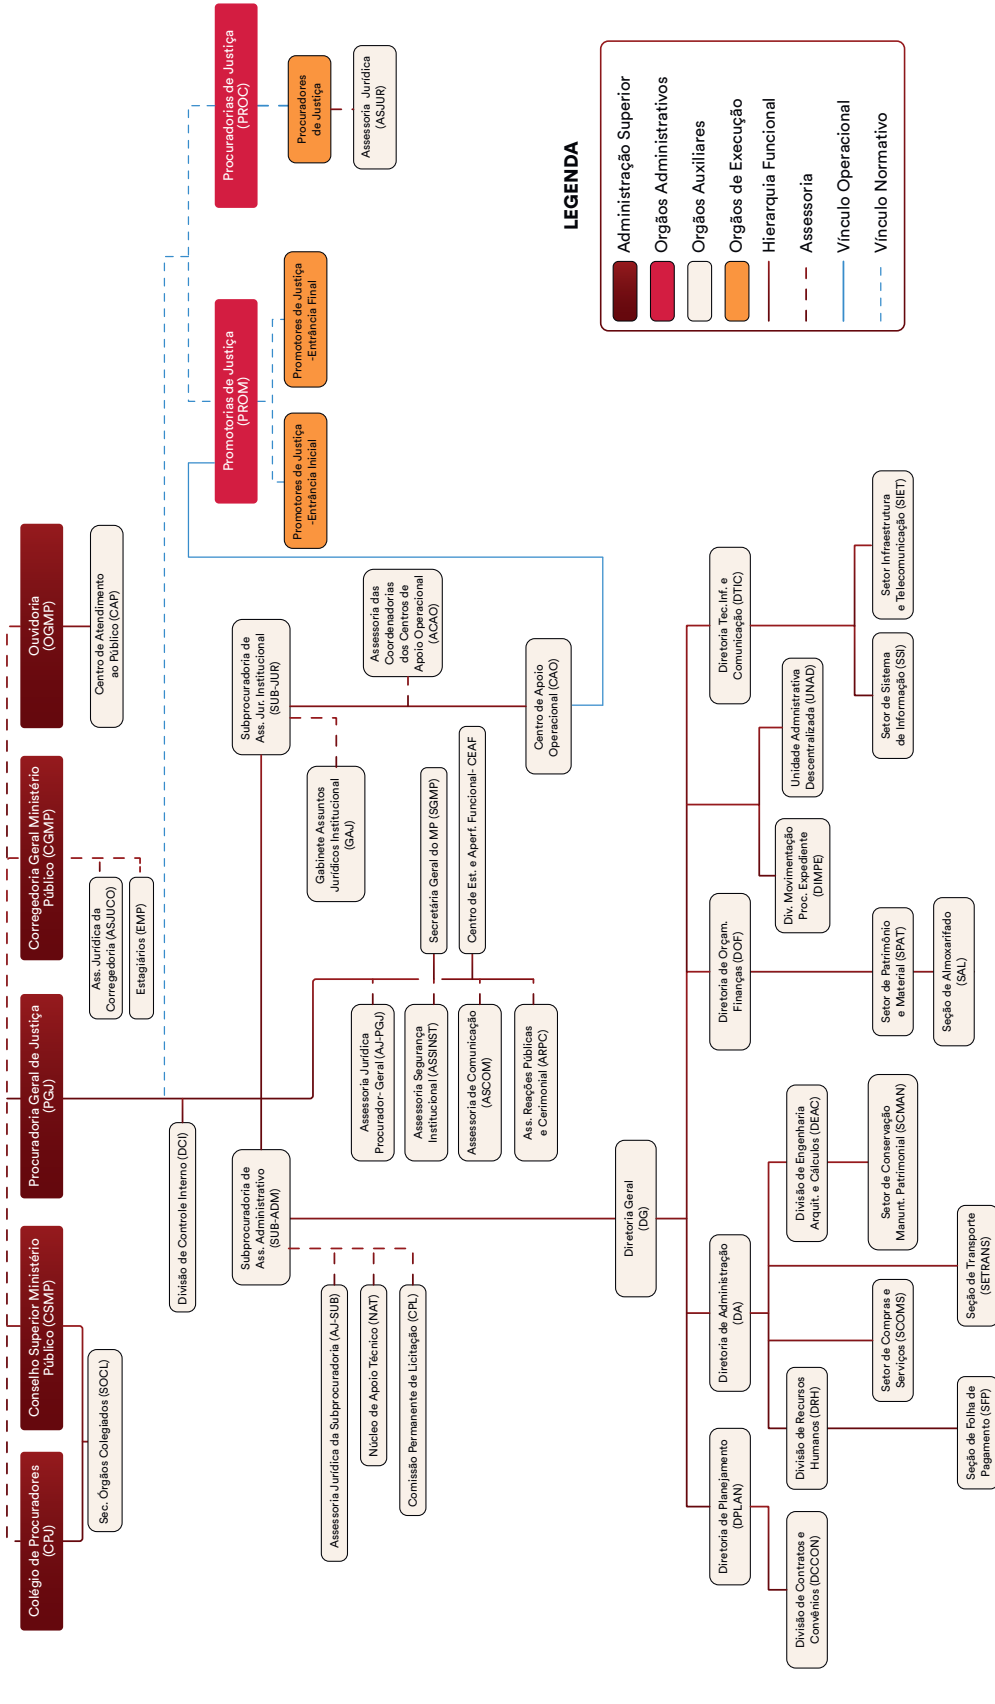 Colégio de Procuradores
(CPJ)
Conselho Superior Ministério
Público (CSMP)
Procuradoria Geral de Justiça
(PGJ)
Corregedoria Geral Ministério
Público (CGMP)
Ouvidoria
(OGMP)
Sec. Órgãos Colegiados (SOCL)
Ass. Jurídica da
Corregedoria (ASJUCO)
Estagiários (EMP)
Centro de Atendimento
ao Público (CAP)
Divisão de Controle Interno (DCI)
Promotorias de Justiça
(PROM)
Procuradorias de Justiça
(PROC)
Promotores de Justiça
-Entrância Inicial
Promotores de Justiça
-Entrância Final
Procuradores
de Justiça
Assessoria Jurídica
(ASJUR)
Subprocuradoria de
Ass. Administrativo
(SUB-ADM)
Subprocuradoria de
Ass. Jur. Institucional
(SUB-JUR)
Assessoria Jurídica da Subprocuradoria (AJ-SUB)
Núcleo de Apoio Técnico (NAT)
Comissão Permanente de Licitação (CPL)
Gabinete Assuntos
Jurídicos Institucional
(GAJ)
Assessoria das
Coordenadorias
dos Centros de
Apoio Operacional
(ACAO)
Assessoria Jurídica
Procurador- Geral (AJ-PGJ)
Assessoria Segurança
Institucional (ASSINST)
Assessoria de Comunicação
(ASCOM)
Ass. Reações Públicas
e Cerimonial (ARPC)
Secretária Geral do MP (SGMP)
Centro de Est. e Aperf. Funcional- CEAF
Centro de Apoio
Operacional (CAO)
Diretoria Geral
(DG)
Diretoria de Planejamento
(DPLAN)
Diretoria de Administração
(DA)
Diretoria de Orçam.
Finanças (DOF)
Diretoria Tec.Inf. e
Comunicação (DTIC)
Divisão de Contratos e
Convênios (DCCON)
Divisão de Recursos
Humanos (DRH)
Divisão de Engenharia
Arquit. e Cálculos (DEAC)
Div. Movimentação
Proc. Expediente
(DIMPE)
Unidade Admnistrativa
Descentralizada (UNAD)
Setor de Compras e
Serviços (SCOMS)
Setor de Conservação
Manunt. Patrimonial (SCMAN)
Setor de Patrimônio
e Material (SPAT)
Setor de Sistema
de Informação (SSI)
Setor Infraestrutura
e Telecomunicação (SIET)
Seção de Folha de
Pagamento (SFP)
Seção de Transporte
(SETRANS)
Seção de Almoxarifado
(SAL)
LEGENDA
Administração Superior
Orgãos Administrativos
Orgãos Auxiliares
Orgãos de Execução
Hierarquia Funcional
Assessoria
Vínculo Operacional
Vínculo Normativo